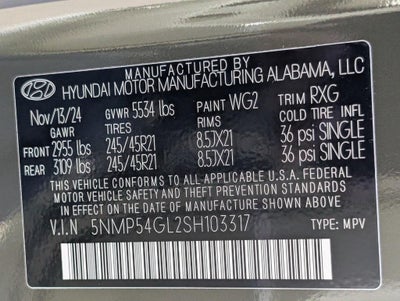 MANUFACTURED BY
HYUNDAI MOTOR MANUFACTURING ALABAMA, LLC
Nov/13/24 GVWR 5534 lbs PAINT WG2 TRIM RXG
GAWR TIRES RIMS COLD TIRE INFL
FRONT 2955 lbs 245/45R21 8.5JX21 36 psi SINGLE
REAR 3109 lbs 245/45R21 8.5JX21 36 psi SINGLE
THIS VEHICLE CONFORMS TO ALL APPLICABLE U.S.A. FEDERAL
MOTOR VEHICLE SAFETY STANDARDS IN EFFECT ON THE
DATE OF MANUFACTURE SHOWN ABOVE.
V.I.N 5NMP54GL2SH103317 TYPE: MPV